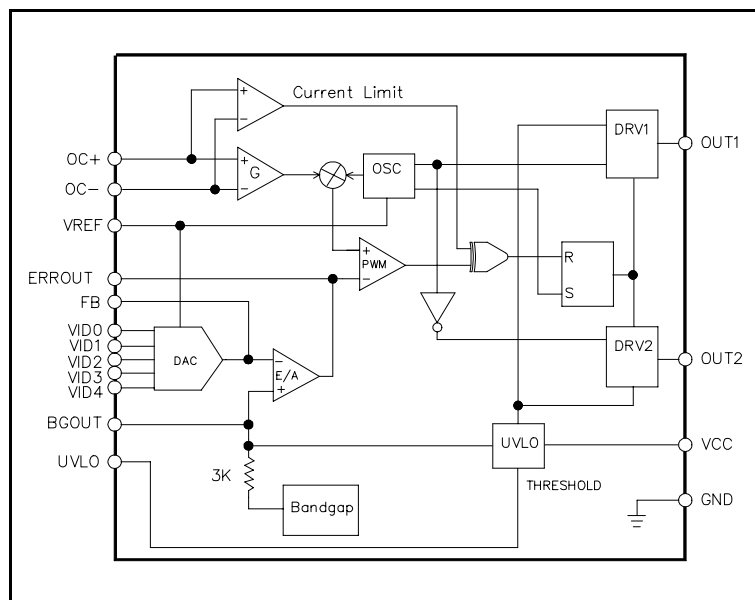 Current Limit
DRV1
OUT1
OC+
+
-
+
G
-
OSC
OC-
VREF
+
PWM
-
R
S
ERROUT
FB
VID0
VID1
VID2
VID3
VID4
DAC
-
E/A
+
DRV2
OUT2
BGOUT
UVLO
VCC
UVLO
3K
THRESHOLD
Bandgap
GND